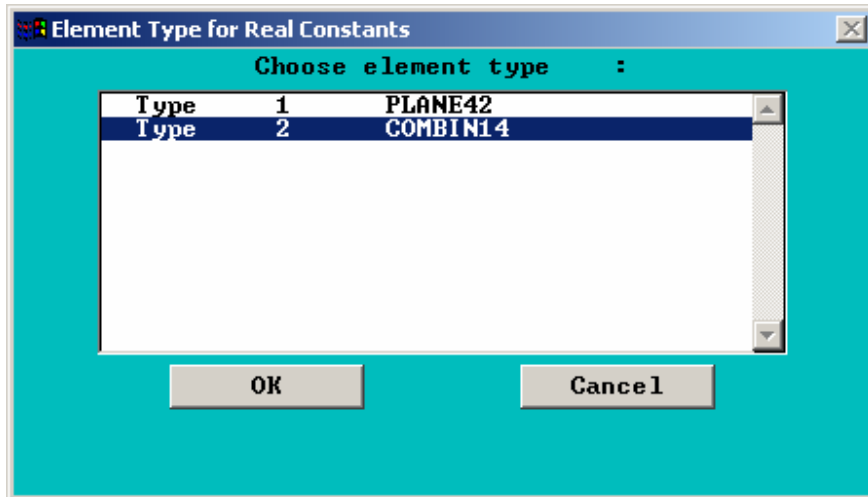 Element Type for Real Constants
Choose element type :
Type 1 PLANE42
Type 2 COMBIN14
OK Cancel